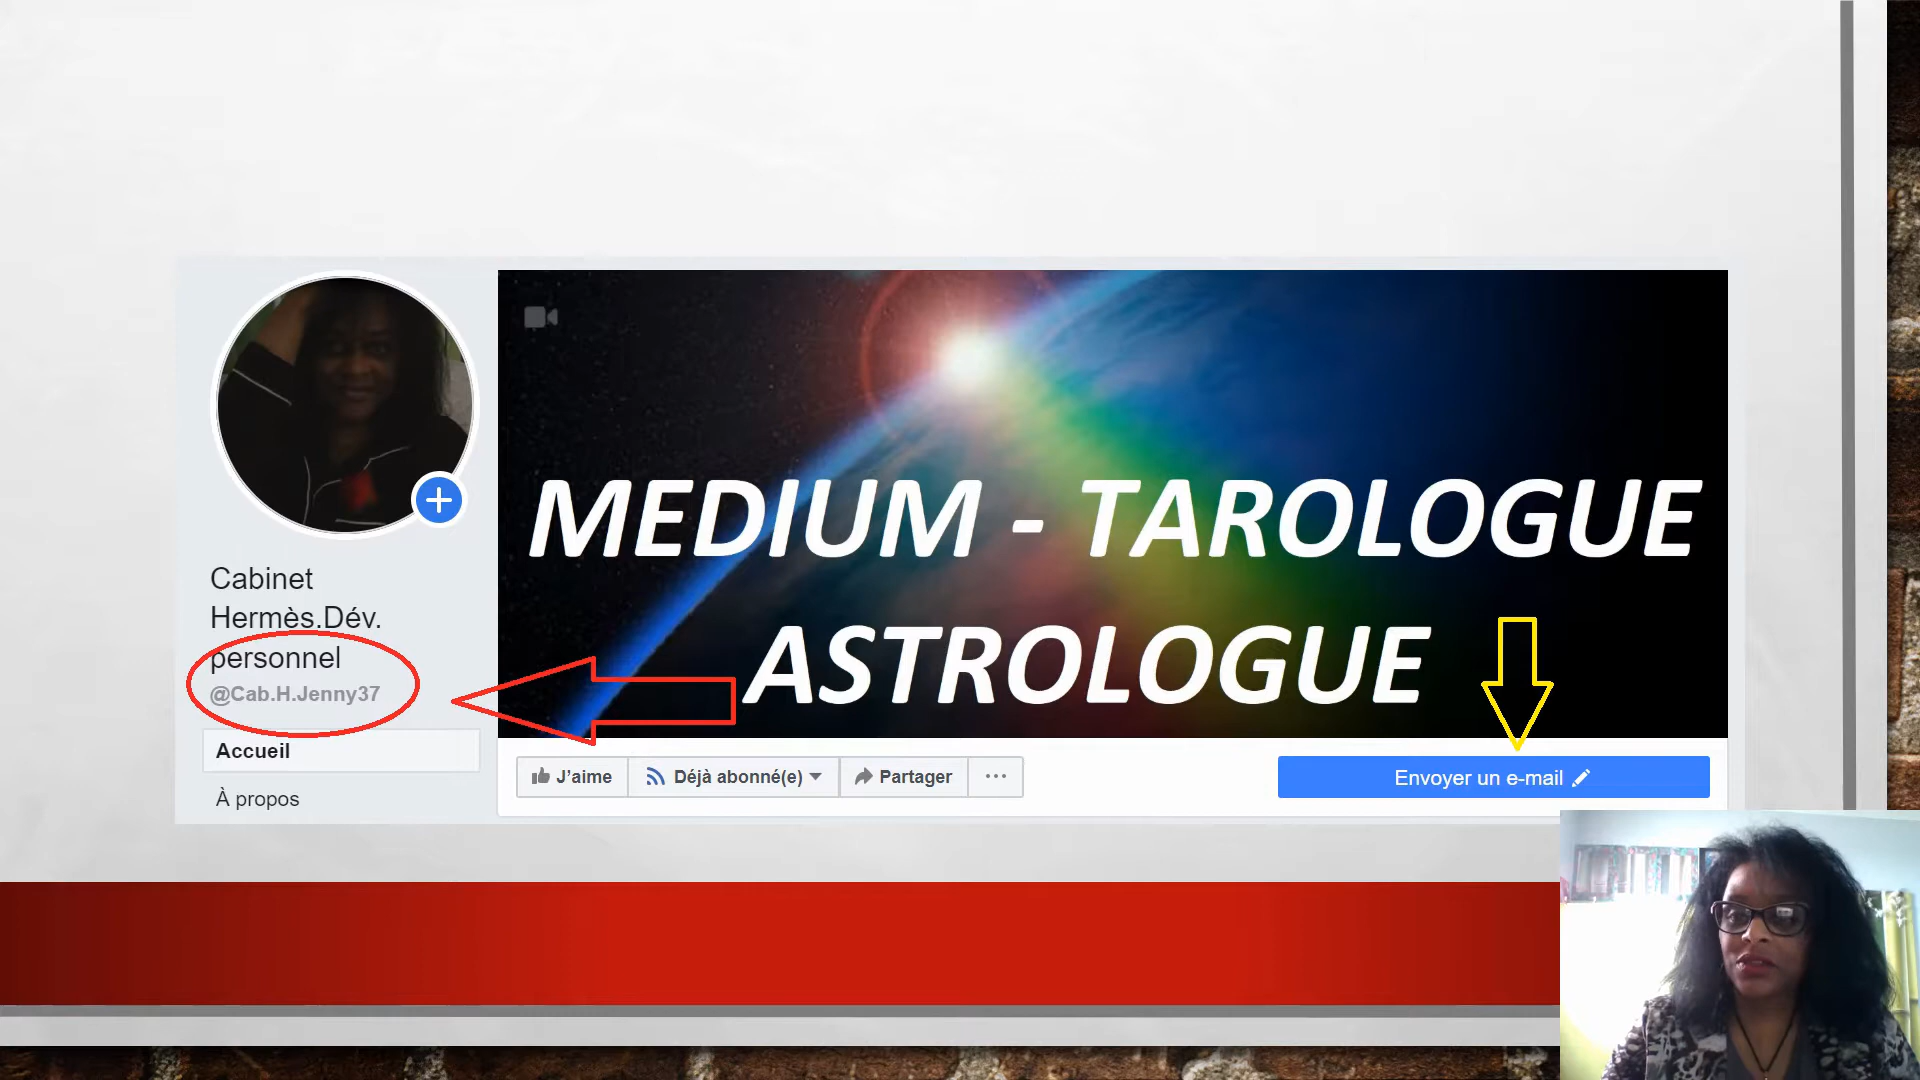 MEDIUM - TAROLOGUE
ASTROLOGUE
Cabinet
Hermès.Dév.
personnel
@Cab.H.Jenny37
Accueil
À propos
J'aime
Déjà abonné(e)
Partager
Envoyer un e-mail